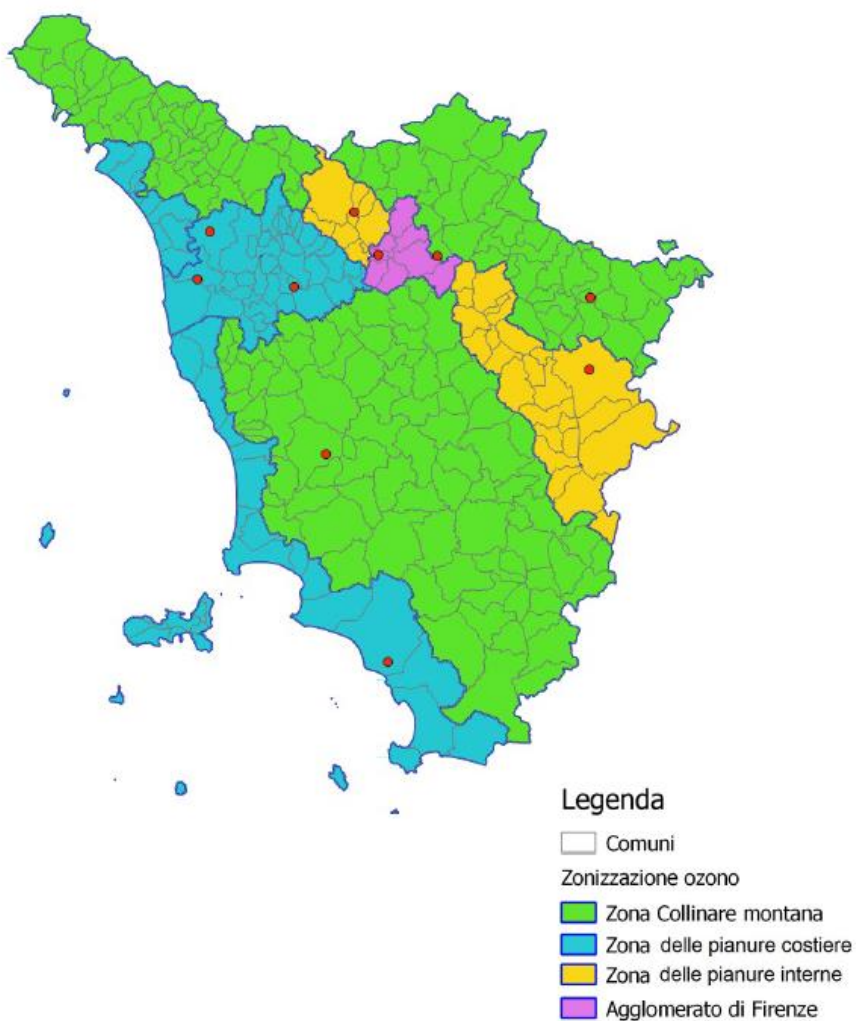 Legenda
Comuni
Zonizzazione ozono
Zona Collinare montana
Zona delle pianure costiere
Zona delle pianure interne
Agglomerato di Firenze